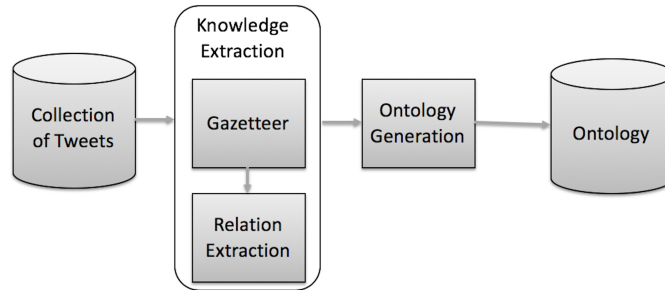 Knowledge
Extraction
Collection
of Tweets
Gazetteer
Relation
Extraction
Ontology
Generation
Ontology